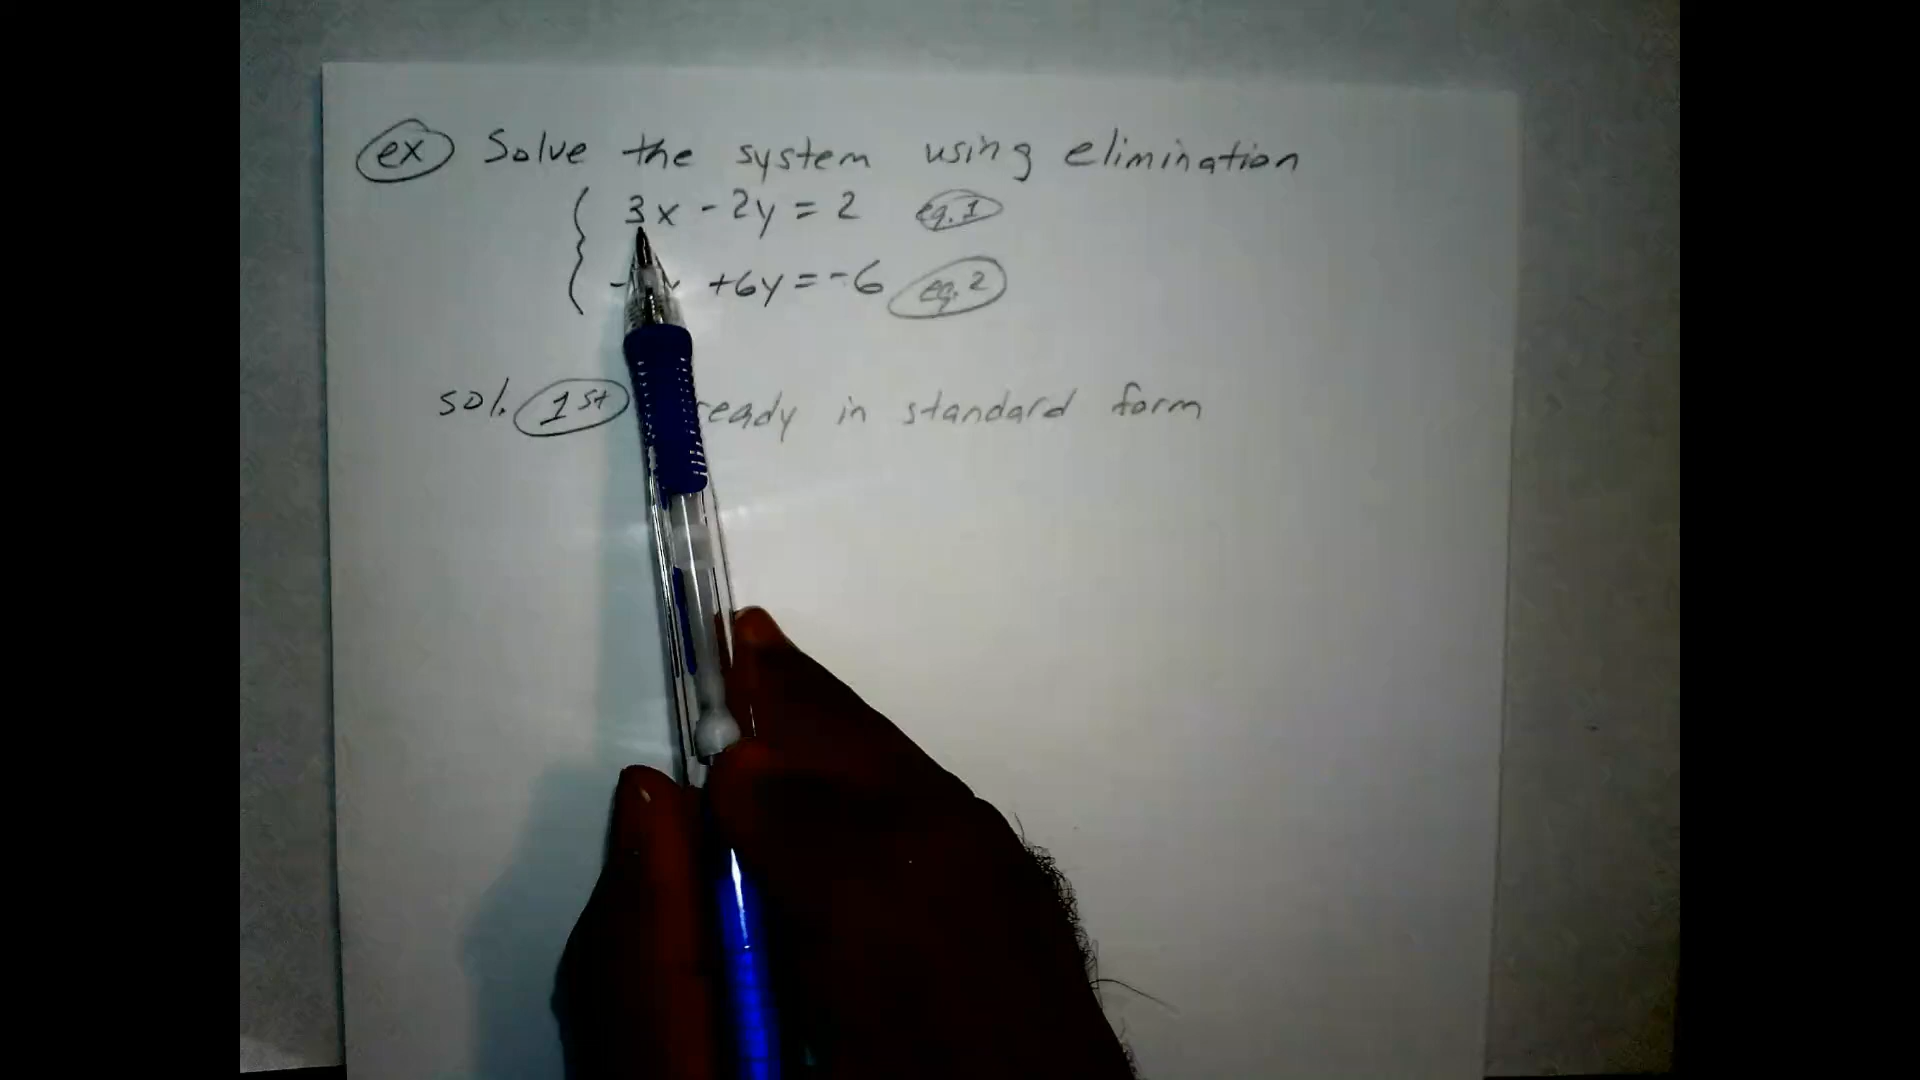 ex Solve the system using elimination
3x - 2y = 2 eq. 1
- +6y = -6 eq. 2
sol. 1st ready in standard form